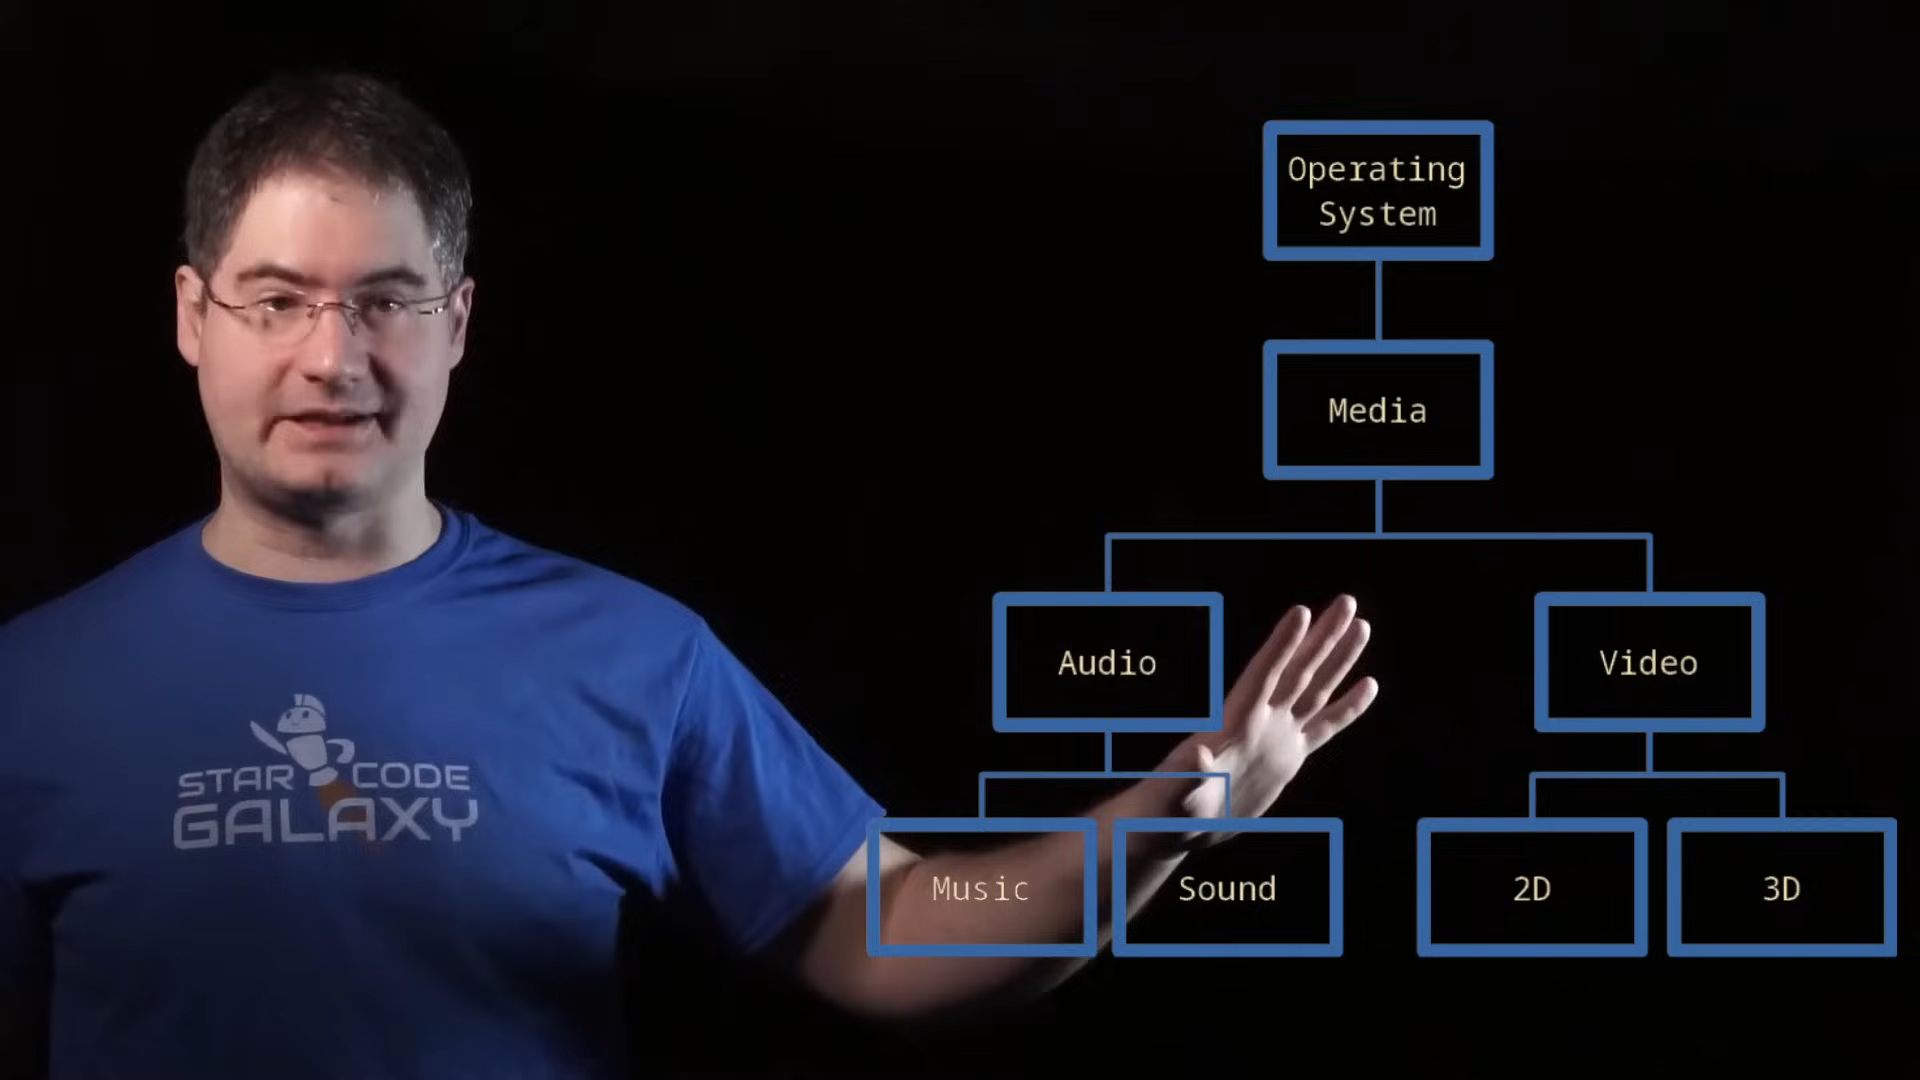 Operating
System
Media
Audio
Video
Music
Sound
2D
3D
STAR CODE
GALAXY